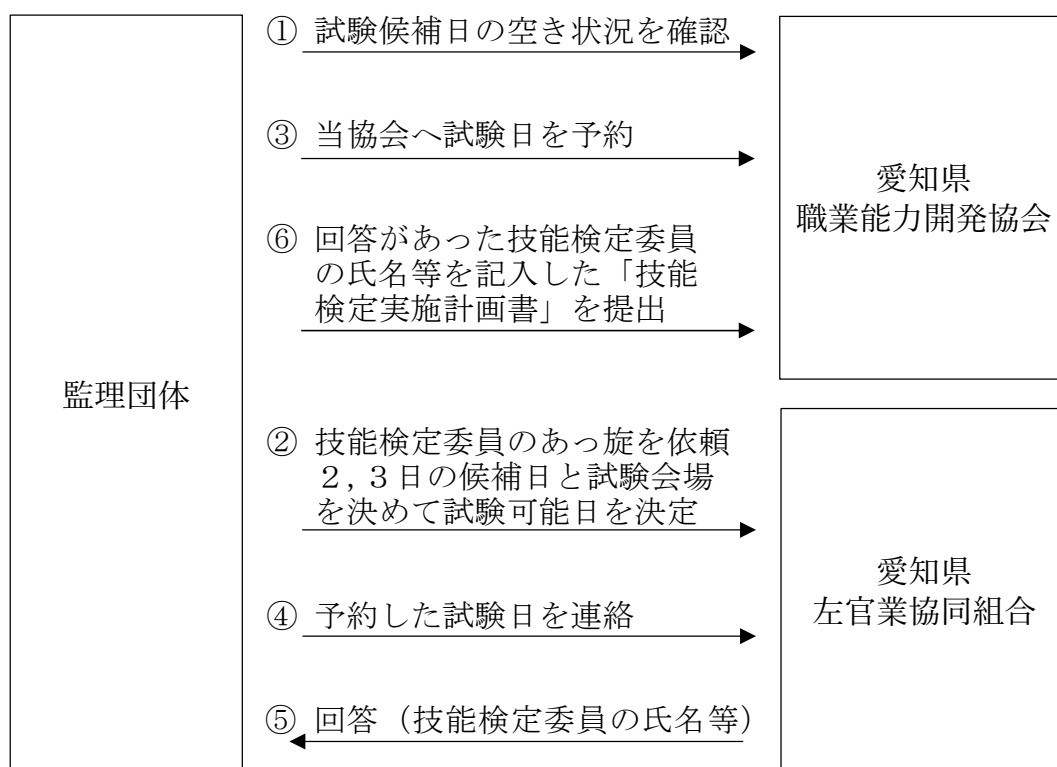 監理団体
① 試験候補日の空き状況を確認
③ 当協会へ試験日を予約
⑥ 回答があった技能検定委員
の氏名等を記入した「技能
検定実施計画書」を提出
愛知県
職業能力開発協会
② 技能検定委員のあっ旋を依頼
２,３日の候補日と試験会場
を決めて試験可能日を決定
④ 予約した試験日を連絡
⑤ 回答（技能検定委員の氏名等）
愛知県
左官業協同組合